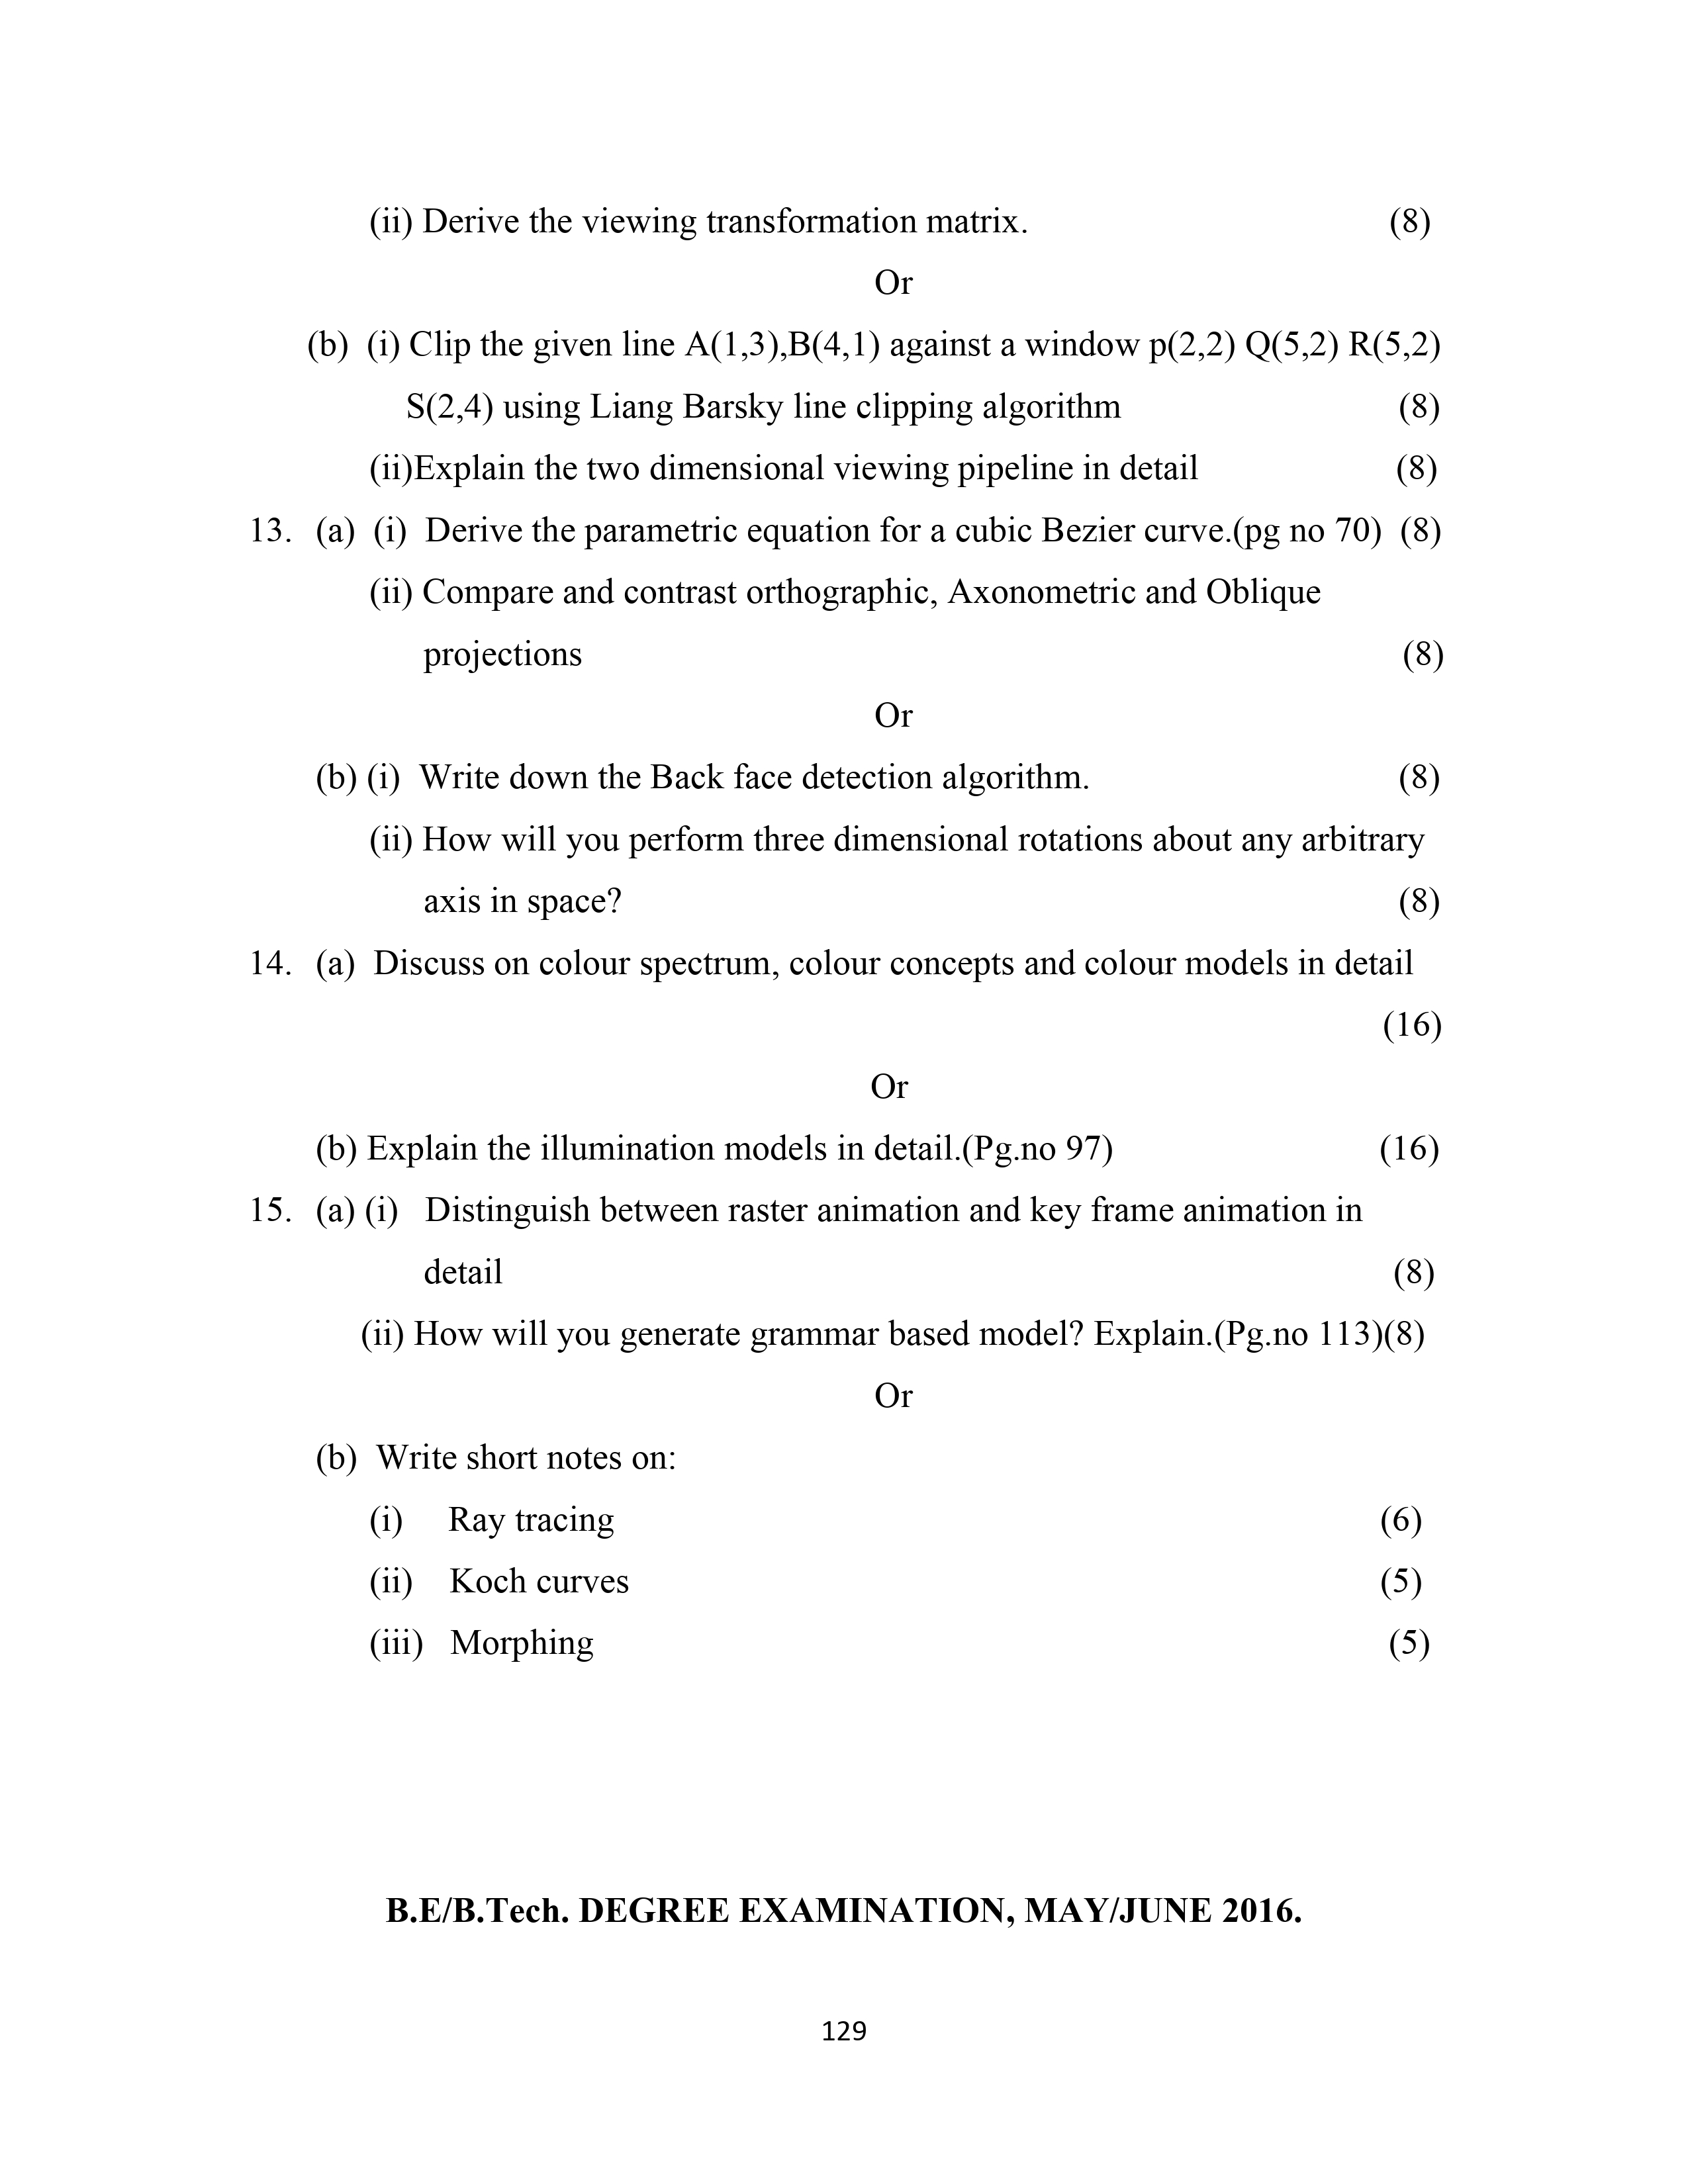 (ii) Derive the viewing transformation matrix. (8)
Or
(b) (i) Clip the given line A(1,3),B(4,1) against a window p(2,2) Q(5,2) R(5,2)
S(2,4) using Liang Barsky line clipping algorithm (8)
(ii)Explain the two dimensional viewing pipeline in detail (8)
13. (a) (i) Derive the parametric equation for a cubic Bezier curve.(pg no 70) (8)
(ii) Compare and contrast orthographic, Axonometric and Oblique
projections (8)
Or
(b) (i) Write down the Back face detection algorithm. (8)
(ii) How will you perform three dimensional rotations about any arbitrary
axis in space? (8)
14. (a) Discuss on colour spectrum, colour concepts and colour models in detail
(16)
Or
(b) Explain the illumination models in detail.(Pg.no 97) (16)
15. (a) (i) Distinguish between raster animation and key frame animation in
detail (8)
(ii) How will you generate grammar based model? Explain.(Pg.no 113)(8)
Or
(b) Write short notes on:
(i) Ray tracing (6)
(ii) Koch curves (5)
(iii) Morphing (5)
B.E/B.Tech. DEGREE EXAMINATION, MAY/JUNE 2016.
129